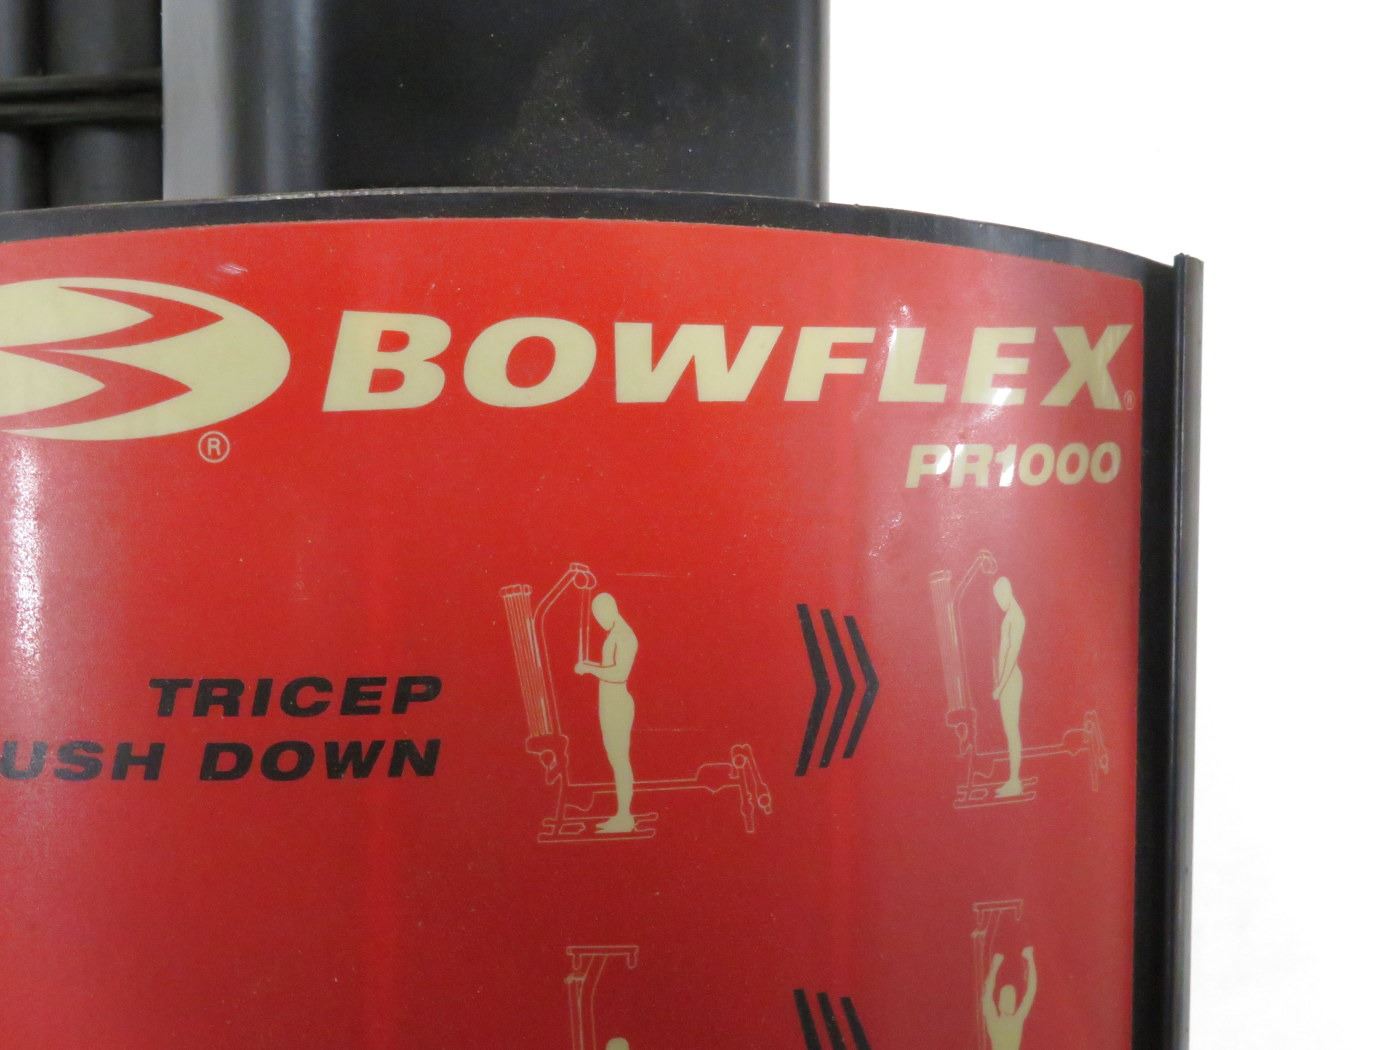 BOWFLEX®
®
PR1000
TRICEP
USH DOWN